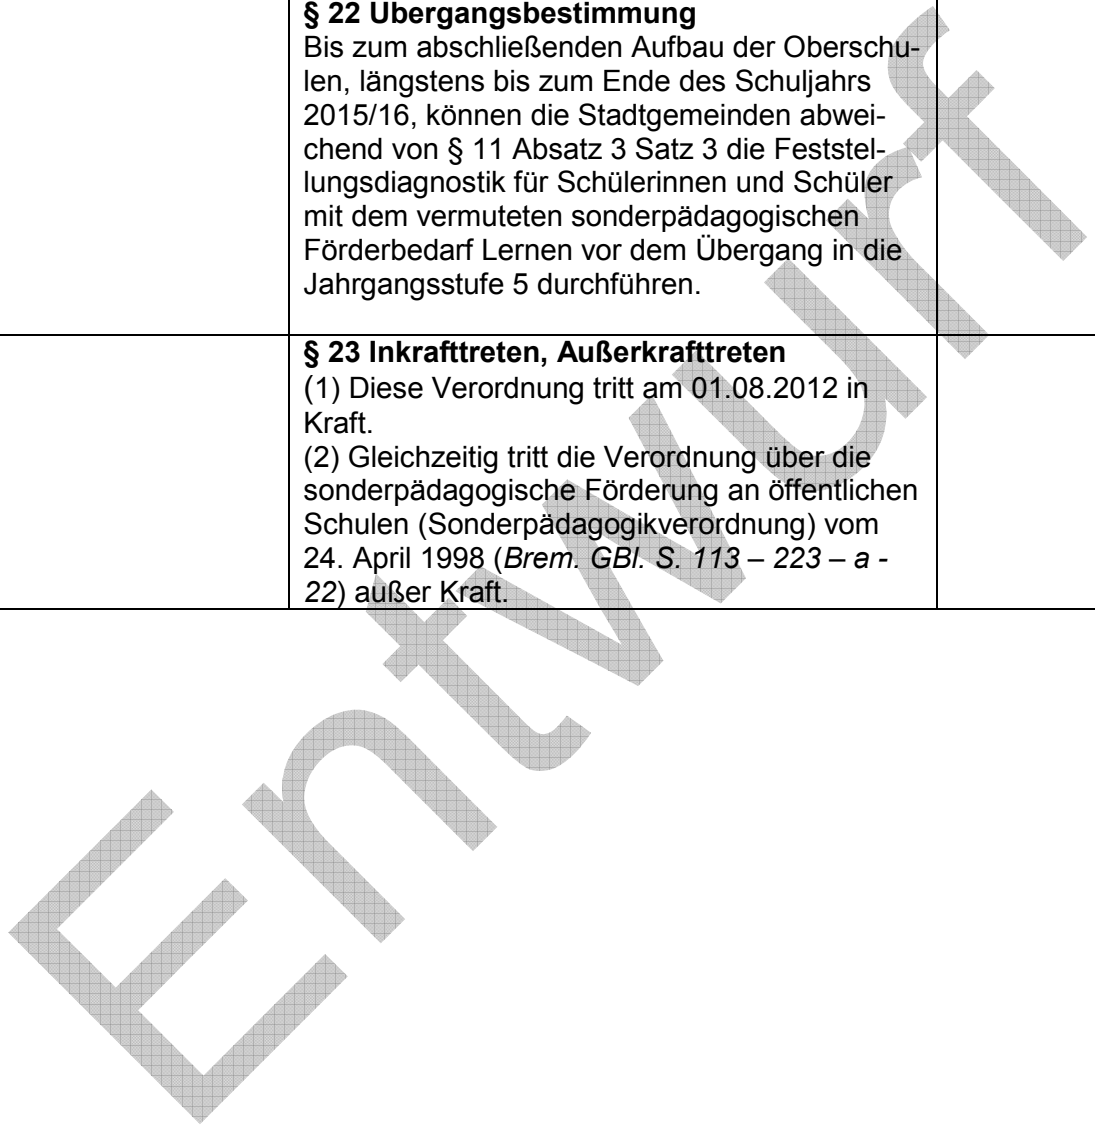 § 22 Übergangsbestimmung
Bis zum abschließenden Aufbau der Oberschu-
len, längstens bis zum Ende des Schuljahrs
2015/16, können die Stadtgemeinden abwei-
chend von § 11 Absatz 3 Satz 3 die Feststel-
lungsdiagnostik für Schülerinnen und Schüler
mit dem vermuteten sonderpädagogischen
Förderbedarf Lernen vor dem Übergang in die
Jahrgangsstufe 5 durchführen.
§ 23 Inkrafttreten, Außerkrafttreten
(1) Diese Verordnung tritt am 01.08.2012 in
Kraft.
(2) Gleichzeitig tritt die Verordnung über die
sonderpädagogische Förderung an öffentlichen
Schulen (Sonderpädagogikverordnung) vom
24. April 1998 (Brem. GBl. S. 113 – 223 – a -
22) außer Kraft.
Entwurf